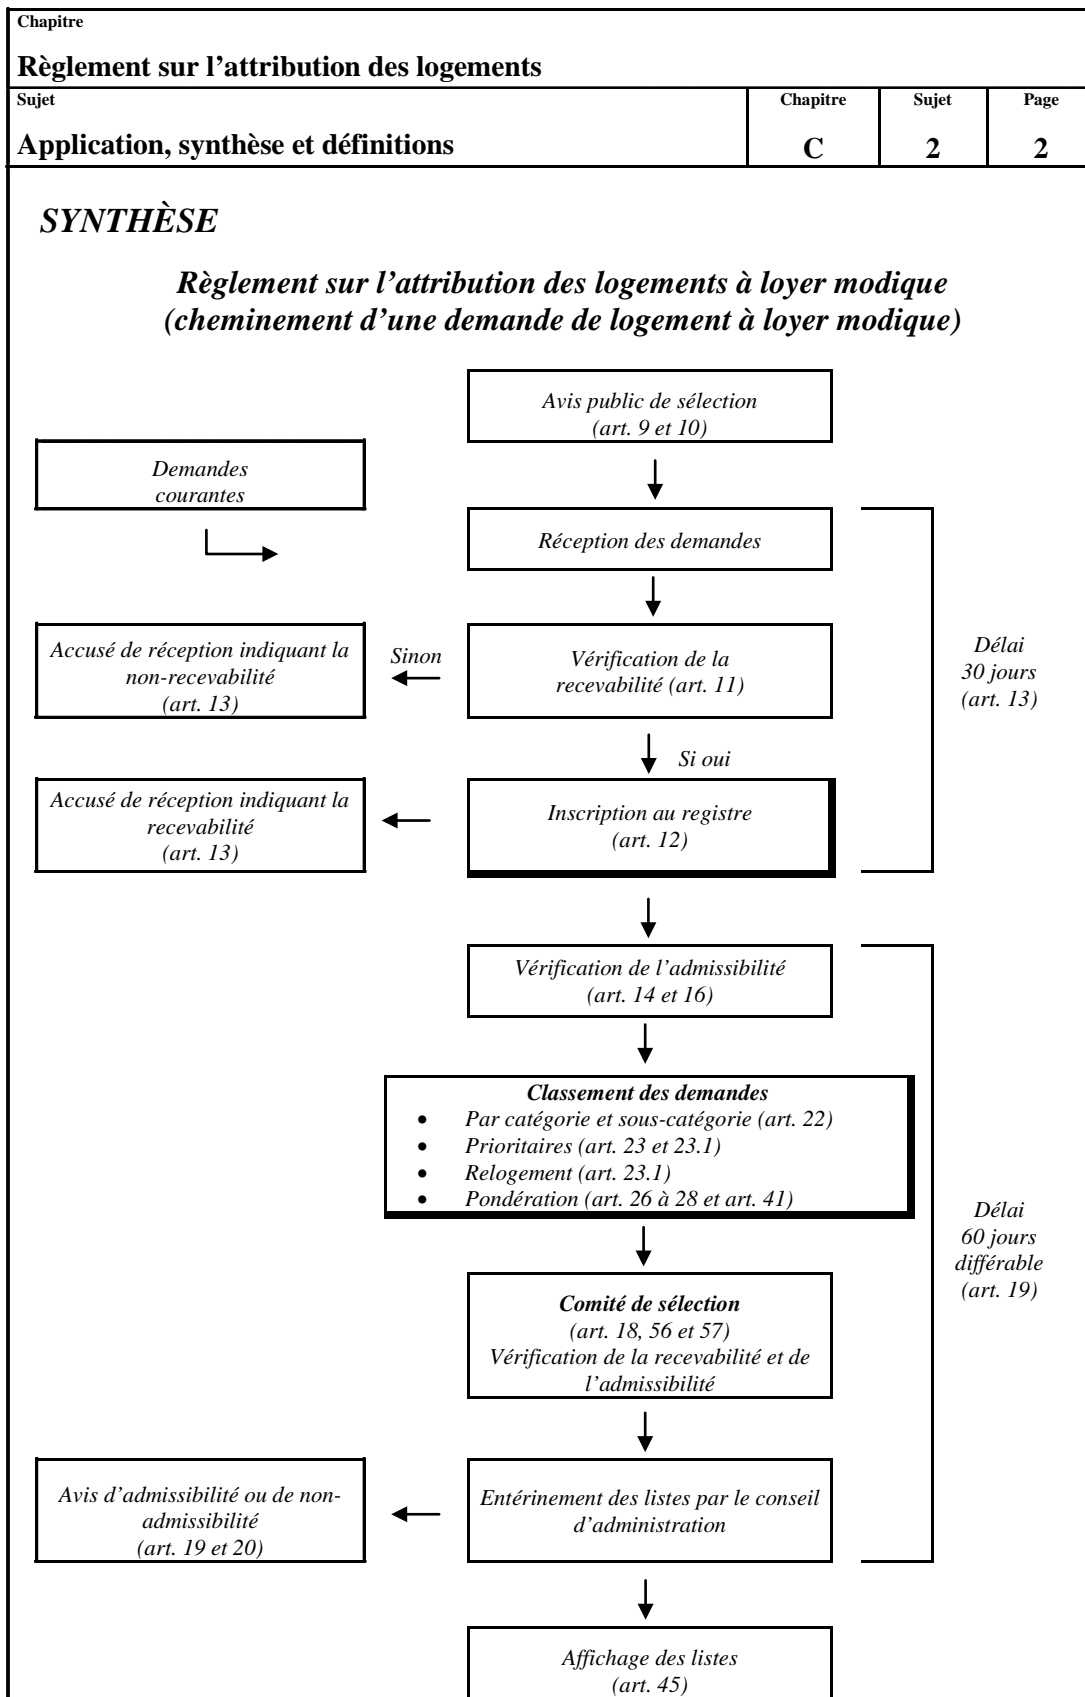 Chapitre
Règlement sur l'attribution des logements
Sujet
Chapitre
Sujet
Page
Application, synthèse et définitions
C
2
2
SYNTHÈSE
Règlement sur l'attribution des logements à loyer modique
(cheminement d'une demande de logement à loyer modique)
Avis public de sélection
(art. 9 et 10)
Demandes
courantes
Réception des demandes
Accusé de réception indiquant la
non-recevabilité
(art. 13)
Sinon
Vérification de la
recevabilité (art. 11)
Délai
30 jours
(art. 13)
Si oui
Accusé de réception indiquant la
recevabilité
(art. 13)
Inscription au registre
(art. 12)
Vérification de l'admissibilité
(art. 14 et 16)
Classement des demandes
• Par catégorie et sous-catégorie (art. 22)
• Prioritaires (art. 23 et 23.1)
• Relogement (art. 23.1)
• Pondération (art. 26 à 28 et art. 41)
Délai
60 jours
différable
(art. 19)
Comité de sélection
(art. 18, 56 et 57)
Vérification de la recevabilité et de
l'admissibilité
Avis d'admissibilité ou de non-
admissibilité
(art. 19 et 20)
Entérinement des listes par le conseil
d'administration
Affichage des listes
(art. 45)